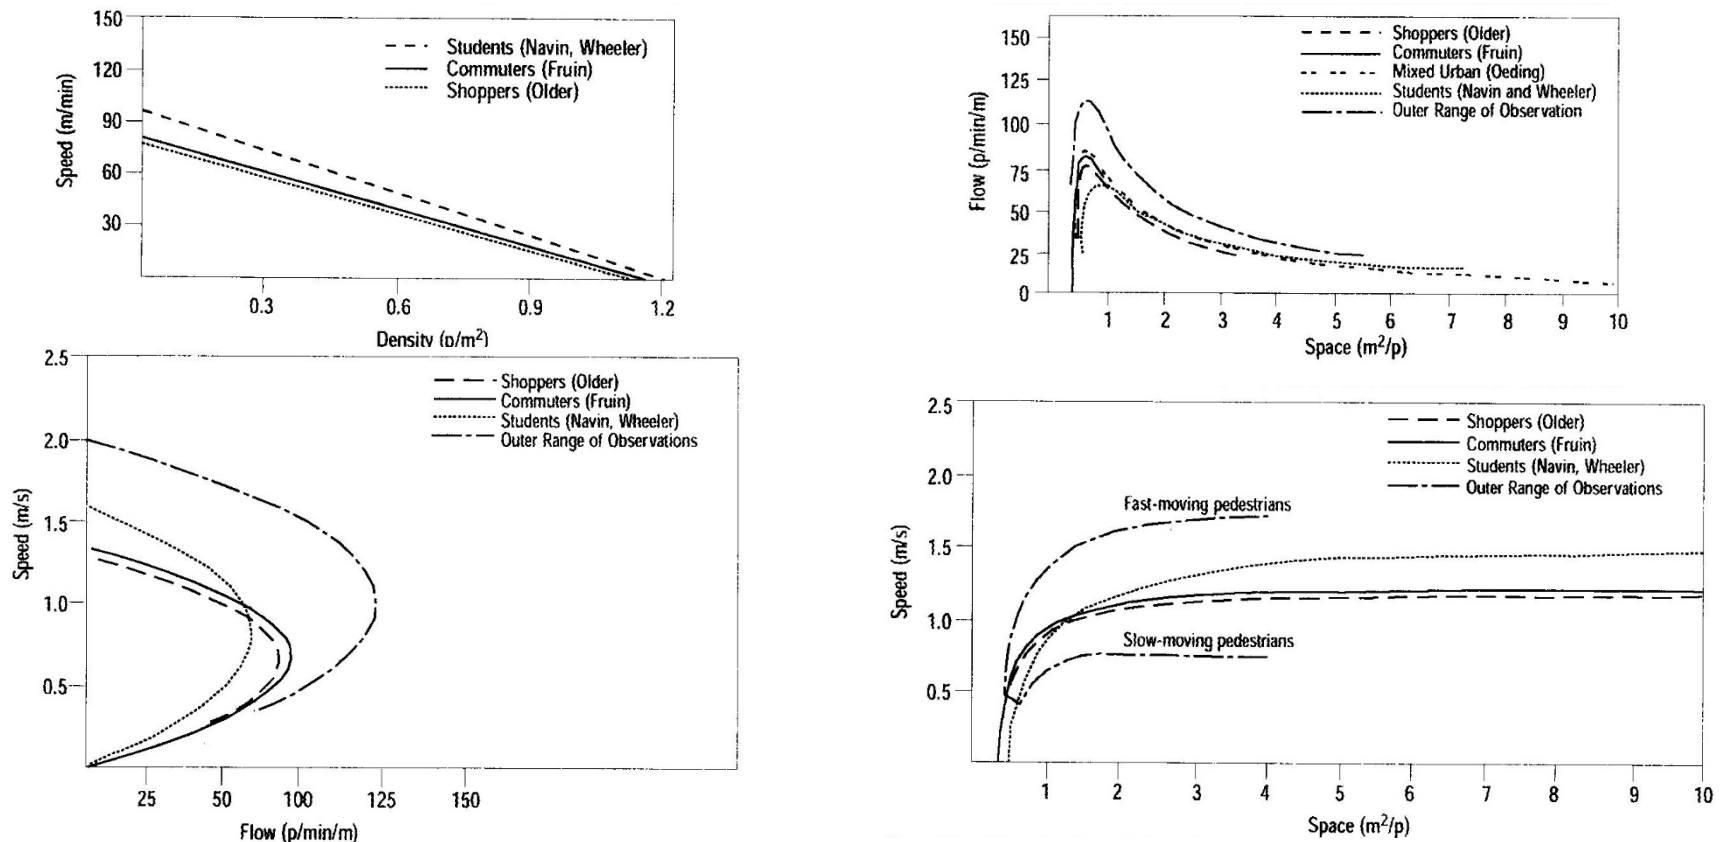 Speed (m/min)
150
120
90
60
30
Students (Navin, Wheeler)
Commuters (Fruin)
Shoppers (Older)
0.3 0.6 0.9 1.2
Density (p/m²)
Flow (p/min/m)
150
125
100
75
50
25
0
Shoppers (Older)
Commuters (Fruin)
Mixed Urban (Oeding)
Students (Navin and Wheeler)
Outer Range of Observation
1 2 3 4 5 6 7 8 9 10
Space (m²/p)
Speed (m/s)
2.5
2.0
1.5
1.0
0.5
Shoppers (Older)
Commuters (Fruin)
Students (Navin, Wheeler)
Outer Range of Observations
25 50 100 125 150
Flow (p/min/m)
Speed (m/s)
2.5
2.0
1.5
1.0
0.5
Shoppers (Older)
Commuters (Fruin)
Students (Navin, Wheeler)
Outer Range of Observations
Fast-moving pedestrians
Slow-moving pedestrians
1 2 3 4 5 6 7 8 9 10
Space (m²/p)